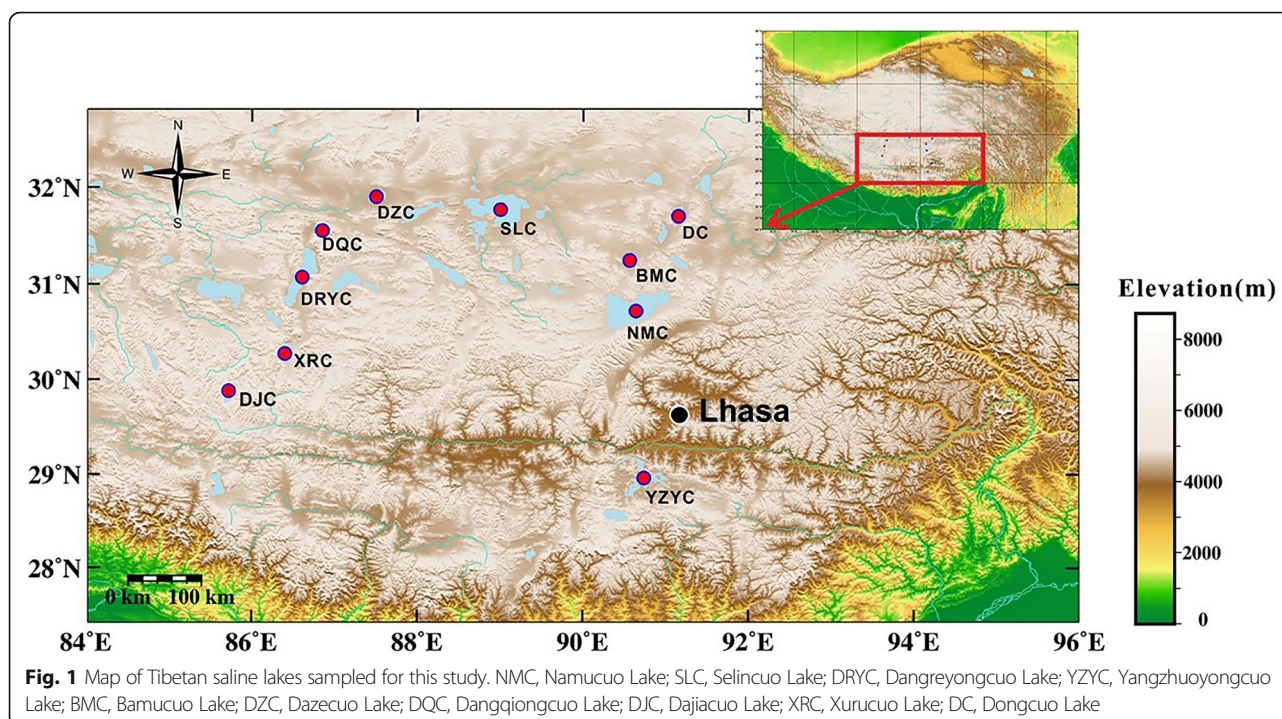 N
W E
S
32°N
31°N
30°N
29°N
28°N
DZC
SLC
DC
DQC
BMC
DRYC
NMC
XRC
DJC
Lhasa
YZYC
0 km 100 km
84°E 86°E 88°E 90°E 92°E 94°E 96°E
Elevation(m)
8000
6000
4000
2000
0
Fig. 1 Map of Tibetan saline lakes sampled for this study. NMC, Namucuo Lake; SLC, Selincuo Lake; DRYC, Dangreyongcuo Lake; YZYC, Yangzhuoyongcuo
Lake; BMC, Bamucuo Lake; DZC, Dazecuo Lake; DQC, Dangqiongcuo Lake; DJC, Dajiacuo Lake; XRC, Xurucuo Lake; DC, Dongcuo Lake